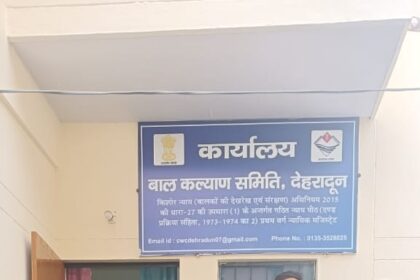 कार्यालय
बाल कल्याण समिति, देहरादून
किशोर न्याय (बालकों की देखरेख एवं संरक्षण) अधिनियम 2015
की धारा-27 की उपधारा (1) के अन्तर्गत गठित न्याय पीठ (दण्ड
प्रक्रिया संहिता, 1973-1974 का 2) प्रथम वर्ग न्यायिक मजिस्ट्रेट
Email id : cwcdehradun07@gmail.com Phone No.: 0135-3528025